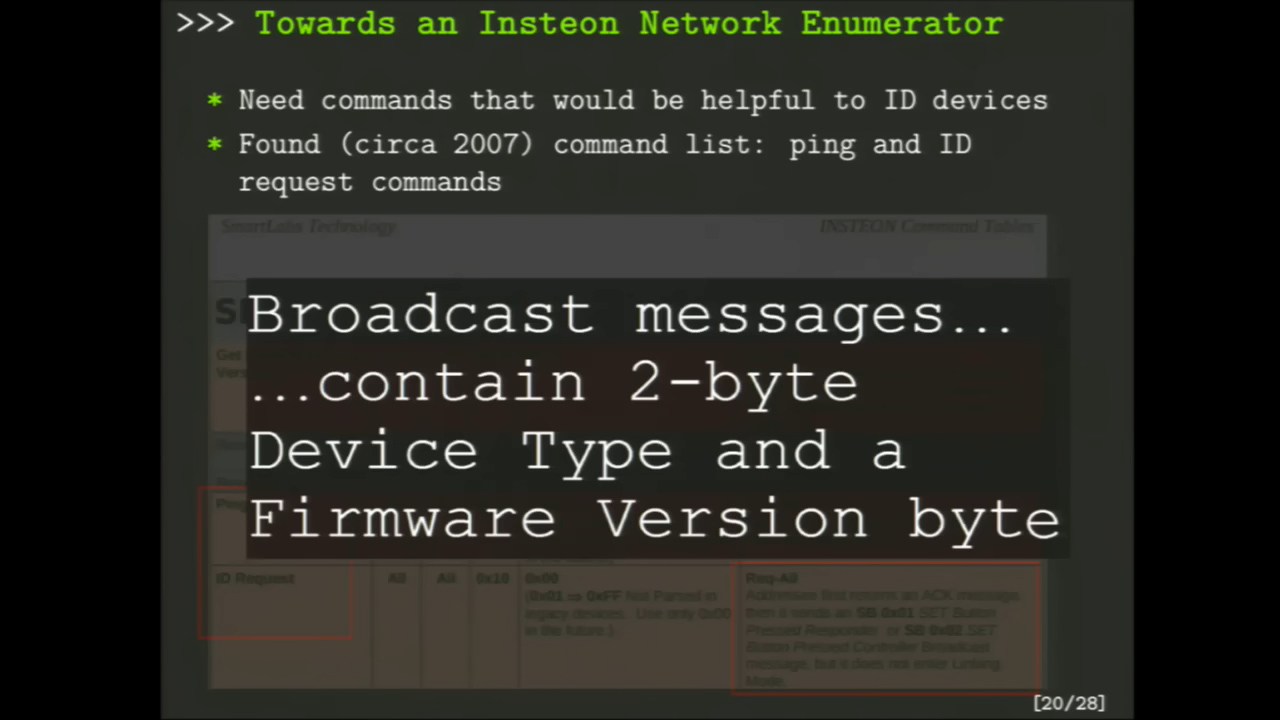 >>> Towards an Insteon Network Enumerator
* Need commands that would be helpful to ID devices
* Found (circa 2007) command list: ping and ID
request commands
SmartLabs Technology INSTEON Command Tables
Broadcast messages…
…contain 2-byte
Device Type and a
Firmware Version byte
ID Request All All 0x10 0x00 Req-All
(0x01 => 0xFF Not Parsed in Addressee first returns an ACK message,
legacy devices. Use only 0x00 then it sends an SB 0x01 SET Button
in the future.) Pressed Responder or SB 0x02 SET
Button Pressed Controller Broadcast
message, but it does not enter Linking
Mode.
[20/28]